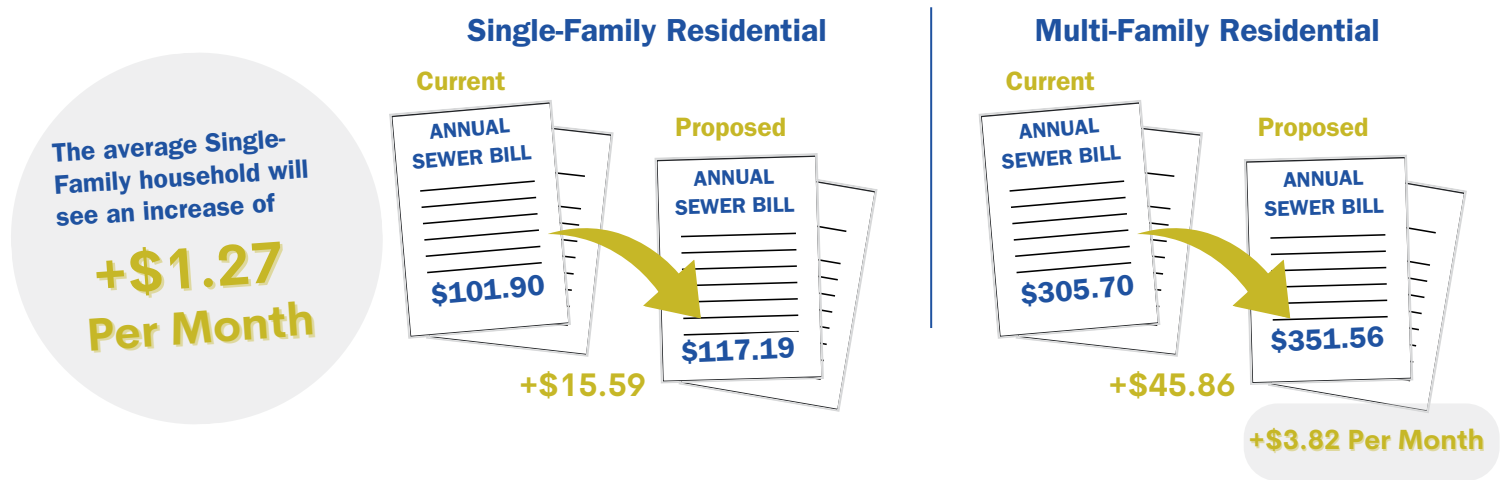 The average Single-
Family household will
see an increase of
+$1.27
Per Month
Single-Family Residential
Current
ANNUAL
SEWER BILL
$101.90
Proposed
ANNUAL
SEWER BILL
$117.19
+$15.59
Multi-Family Residential
Current
ANNUAL
SEWER BILL
$305.70
Proposed
ANNUAL
SEWER BILL
$351.56
+$45.86
+$3.82 Per Month